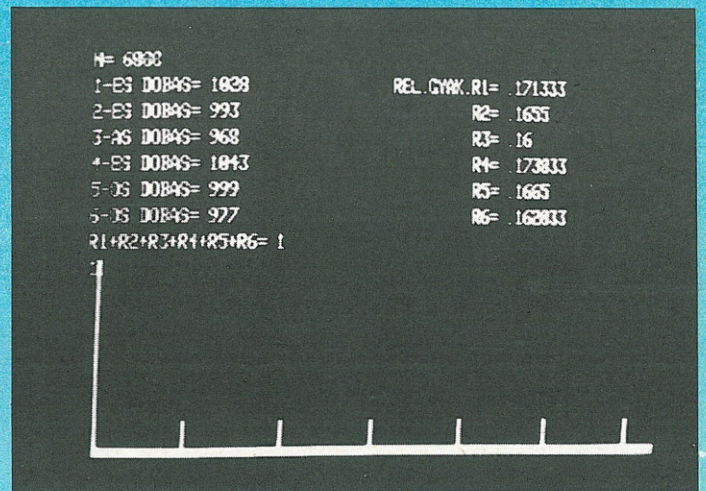 N= 6000
1-ES DOBAS= 1028 REL.GYAK.R1= .171333
2-ES DOBAS= 993 R2= .1655
3-AS DOBAS= 960 R3= .16
4-ES DOBAS= 1043 R4= .173833
5-OS DOBAS= 999 R5= .1665
6-OS DOBAS= 977 R6= .162833
R1+R2+R3+R4+R5+R6= 1
1